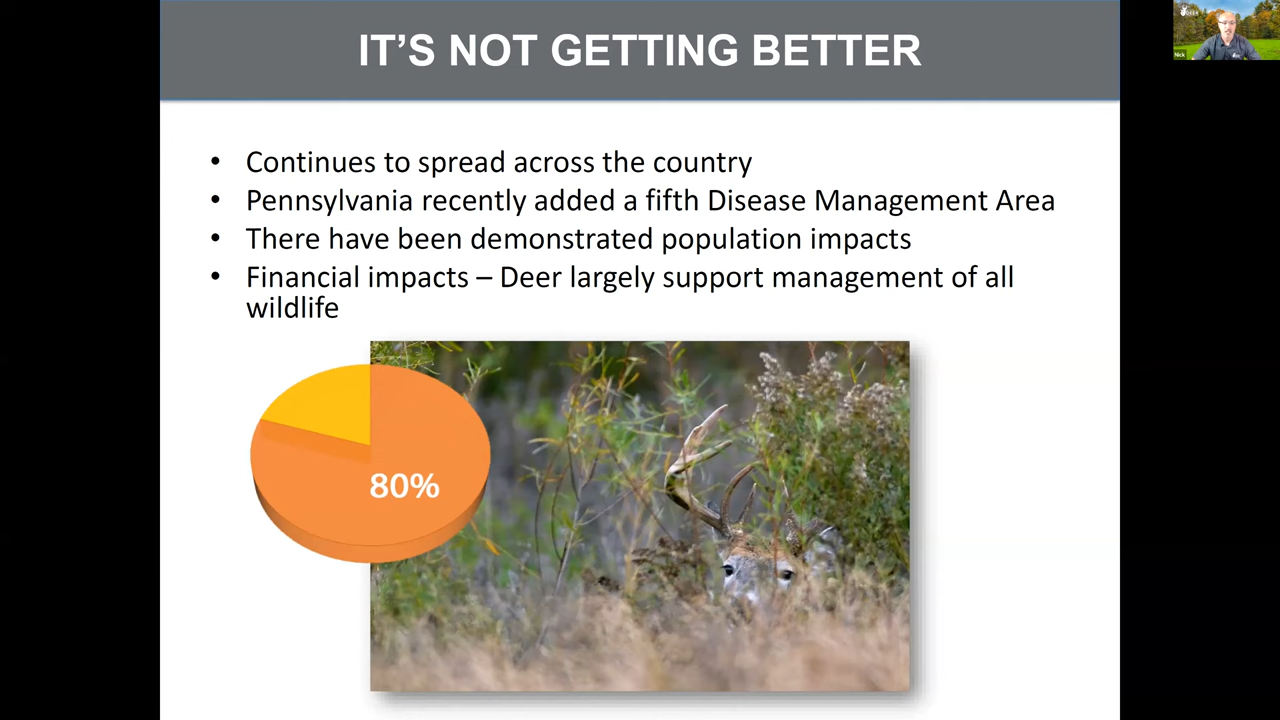 IT'S NOT GETTING BETTER
• Continues to spread across the country
• Pennsylvania recently added a fifth Disease Management Area
• There have been demonstrated population impacts
• Financial impacts – Deer largely support management of all
wildlife
80%
Nick